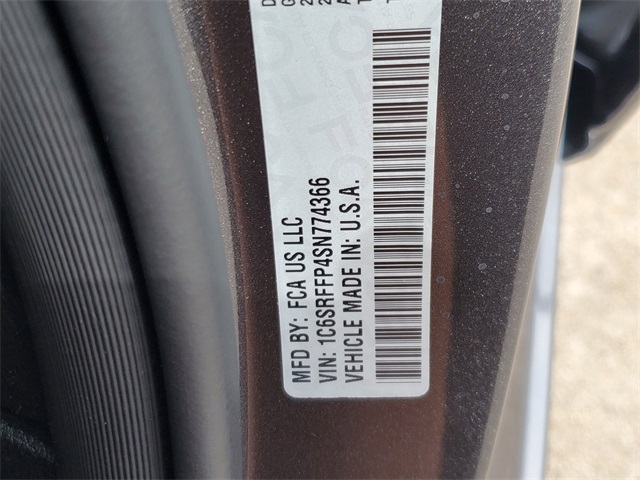 MFD BY: FCA US LLC
VIN: 1C6SRFFP4SN774366
VEHICLE MADE IN: U.S.A.